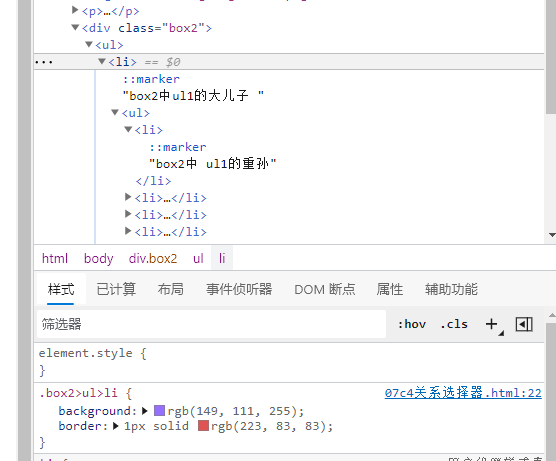 <p>…</p>
<div class="box2">
<ul>
··· <li> == $0
::marker
"box2中ul1的大儿子 "
<ul>
<li>
::marker
"box2中 ul1的重孙"
</li>
<li>…</li>
<li>…</li>
<li>…</li>
html body div.box2 ul li
样式 已计算 布局 事件侦听器 DOM 断点 属性 辅助功能
筛选器 :hov .cls +
element.style {
}
.box2>ul>li { 07c4关系选择器.html:22
background: rgb(149, 111, 255);
border: 1px solid rgb(223, 83, 83);
}